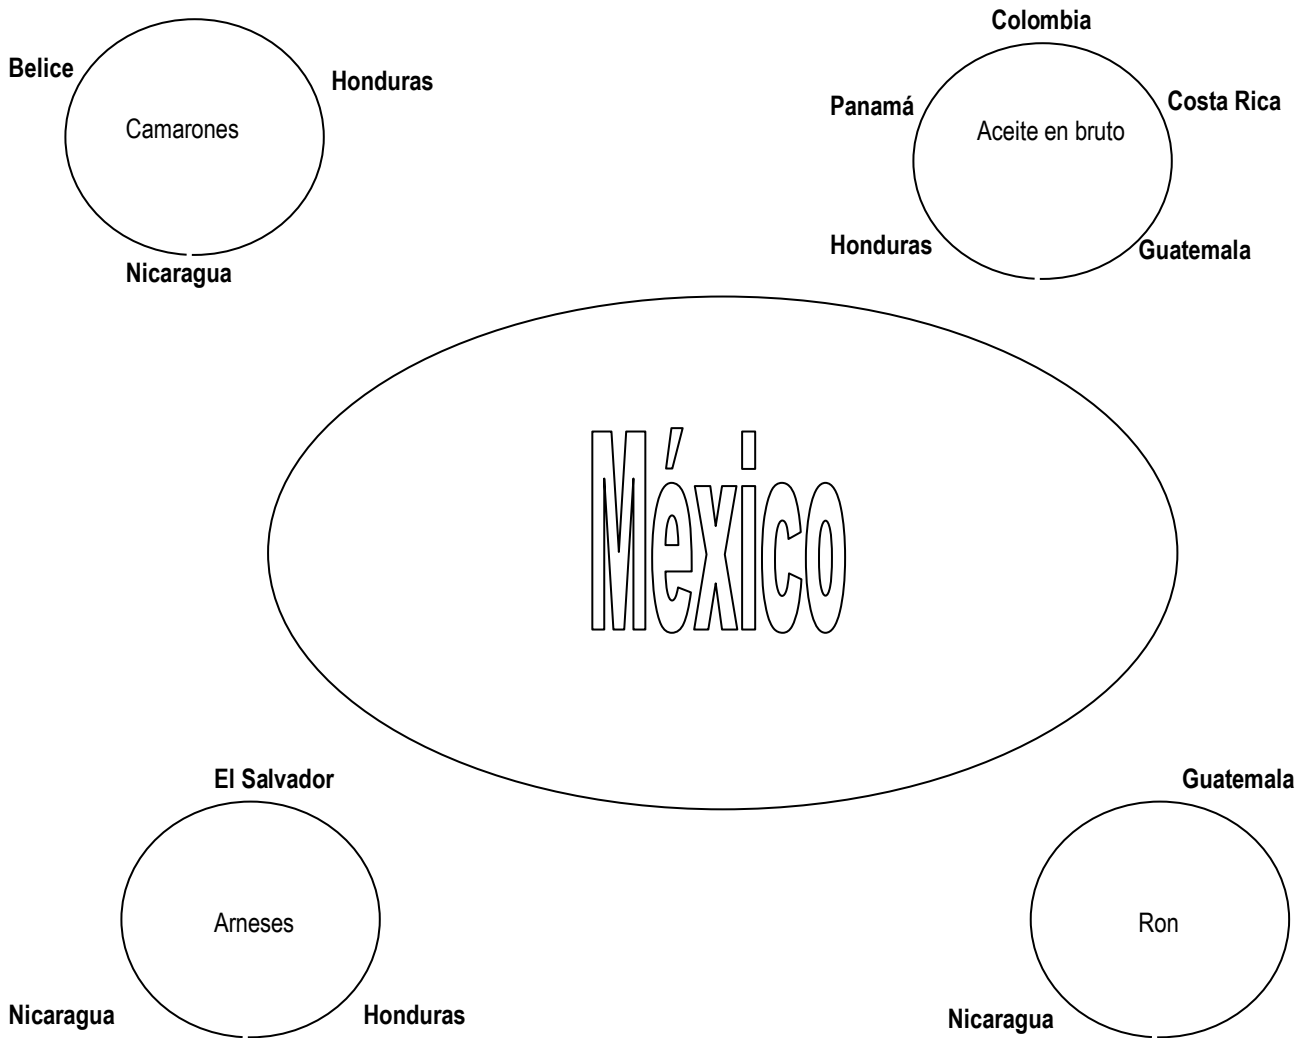 Colombia
Belice
Honduras
Panamá
Costa Rica
Camarones
Aceite en bruto
Honduras
Guatemala
Nicaragua
México
El Salvador
Guatemala
Arneses
Ron
Nicaragua
Honduras
Nicaragua